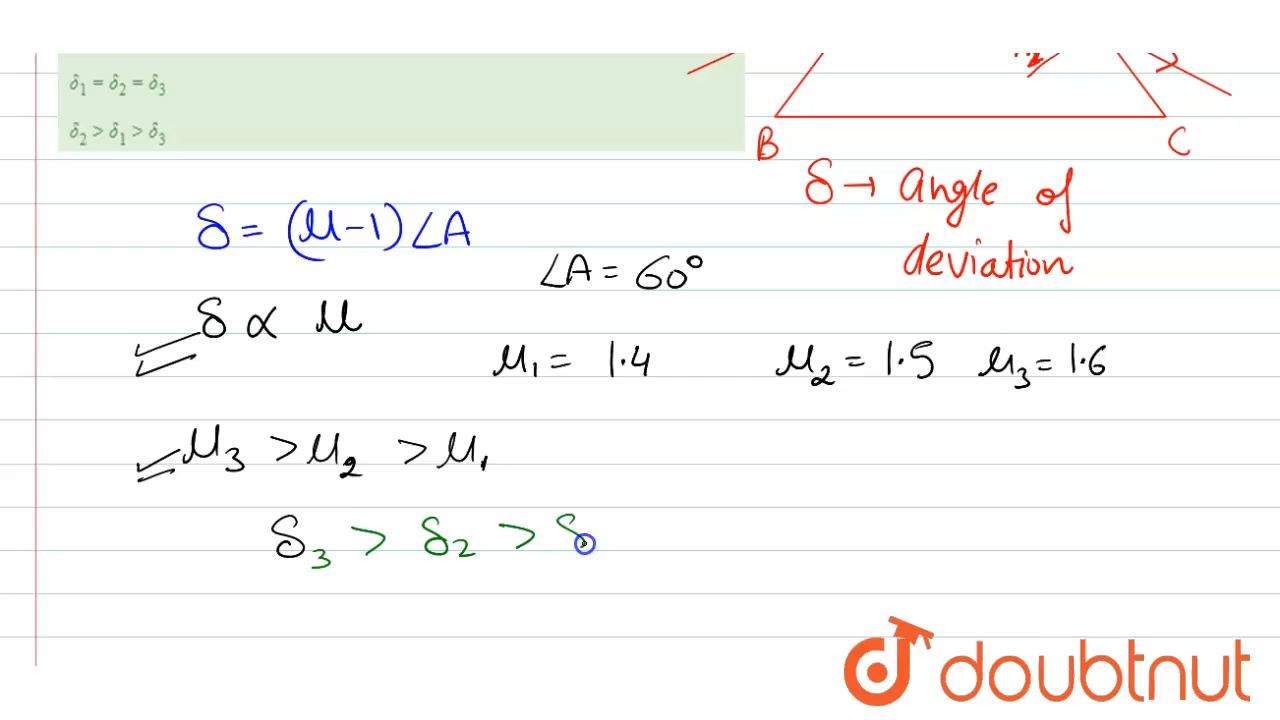 δ₁ = δ₂ = δ₃
δ₂ > δ₁ > δ₃
B
C
δ → Angle of
deviation
δ = (μ-1)∠A
∠A = 60°
δ ∝ μ
μ₁ = 1.4
μ₂ = 1.5
μ₃ = 1.6
μ₃ > μ₂ > μ₁
δ₃ > δ₂ > δ
doubtnut